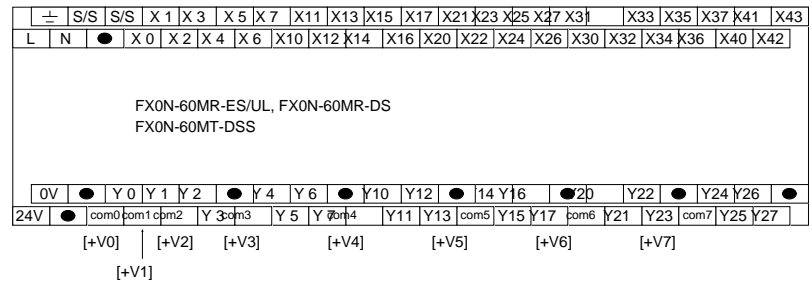 S/S S/S X 1 X 3 X 5 X 7 X11 X13 X15 X17 X21 X23 X25 X27 X31 X33 X35 X37 X41 X43
L N X 0 X 2 X 4 X 6 X10 X12 X14 X16 X20 X22 X24 X26 X30 X32 X34 X36 X40 X42
FX0N-60MR-ES/UL, FX0N-60MR-DS
FX0N-60MT-DSS
0V Y 0 Y 1 Y 2 Y 4 Y 6 Y10 Y12 14 Y16 Y20 Y22 Y24 Y26
24V com0 com1 com2 Y 3 com3 Y 5 Y 7 com4 Y11 Y13 com5 Y15 Y17 com6 Y21 Y23 com7 Y25 Y27
[+V0] [+V2] [+V3] [+V4] [+V5] [+V6] [+V7]
[+V1]